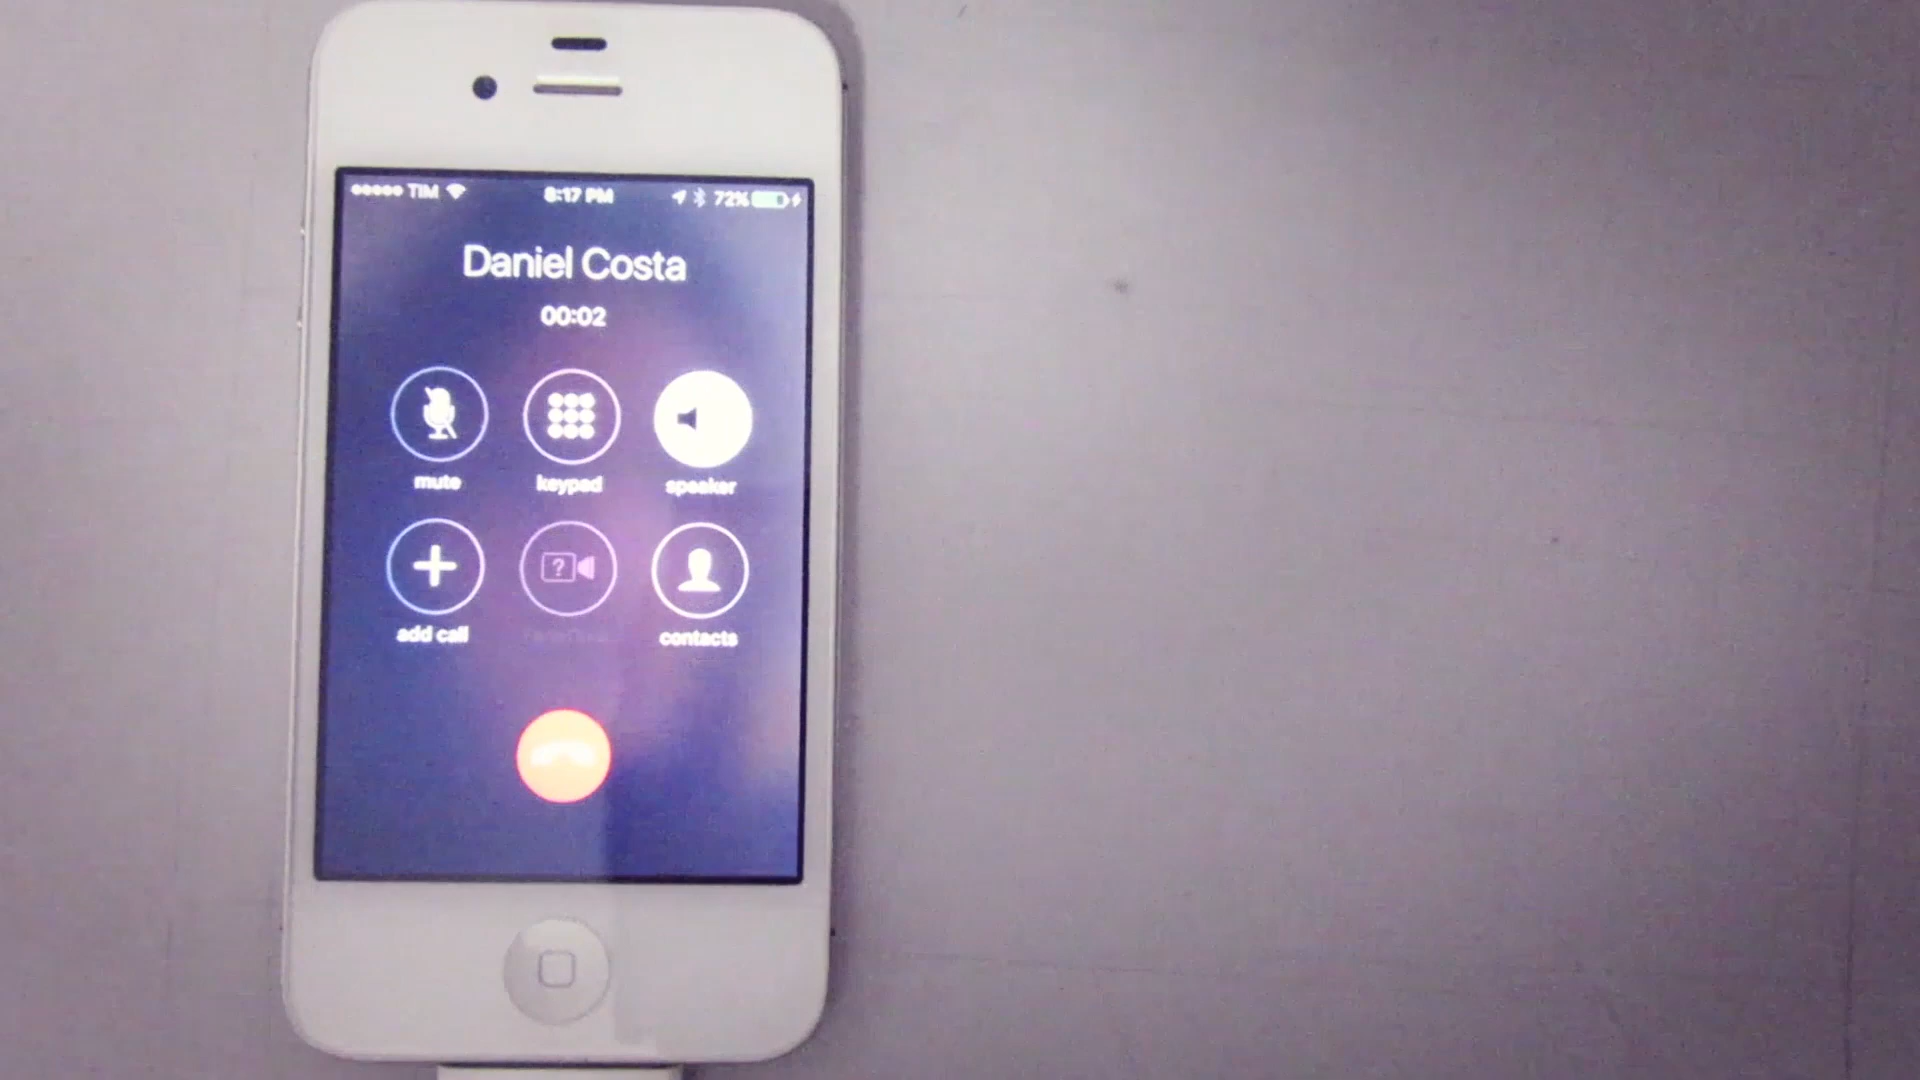 TIM 8:17 PM 72%
Daniel Costa
00:02
mute keypad speaker
?
add call contacts